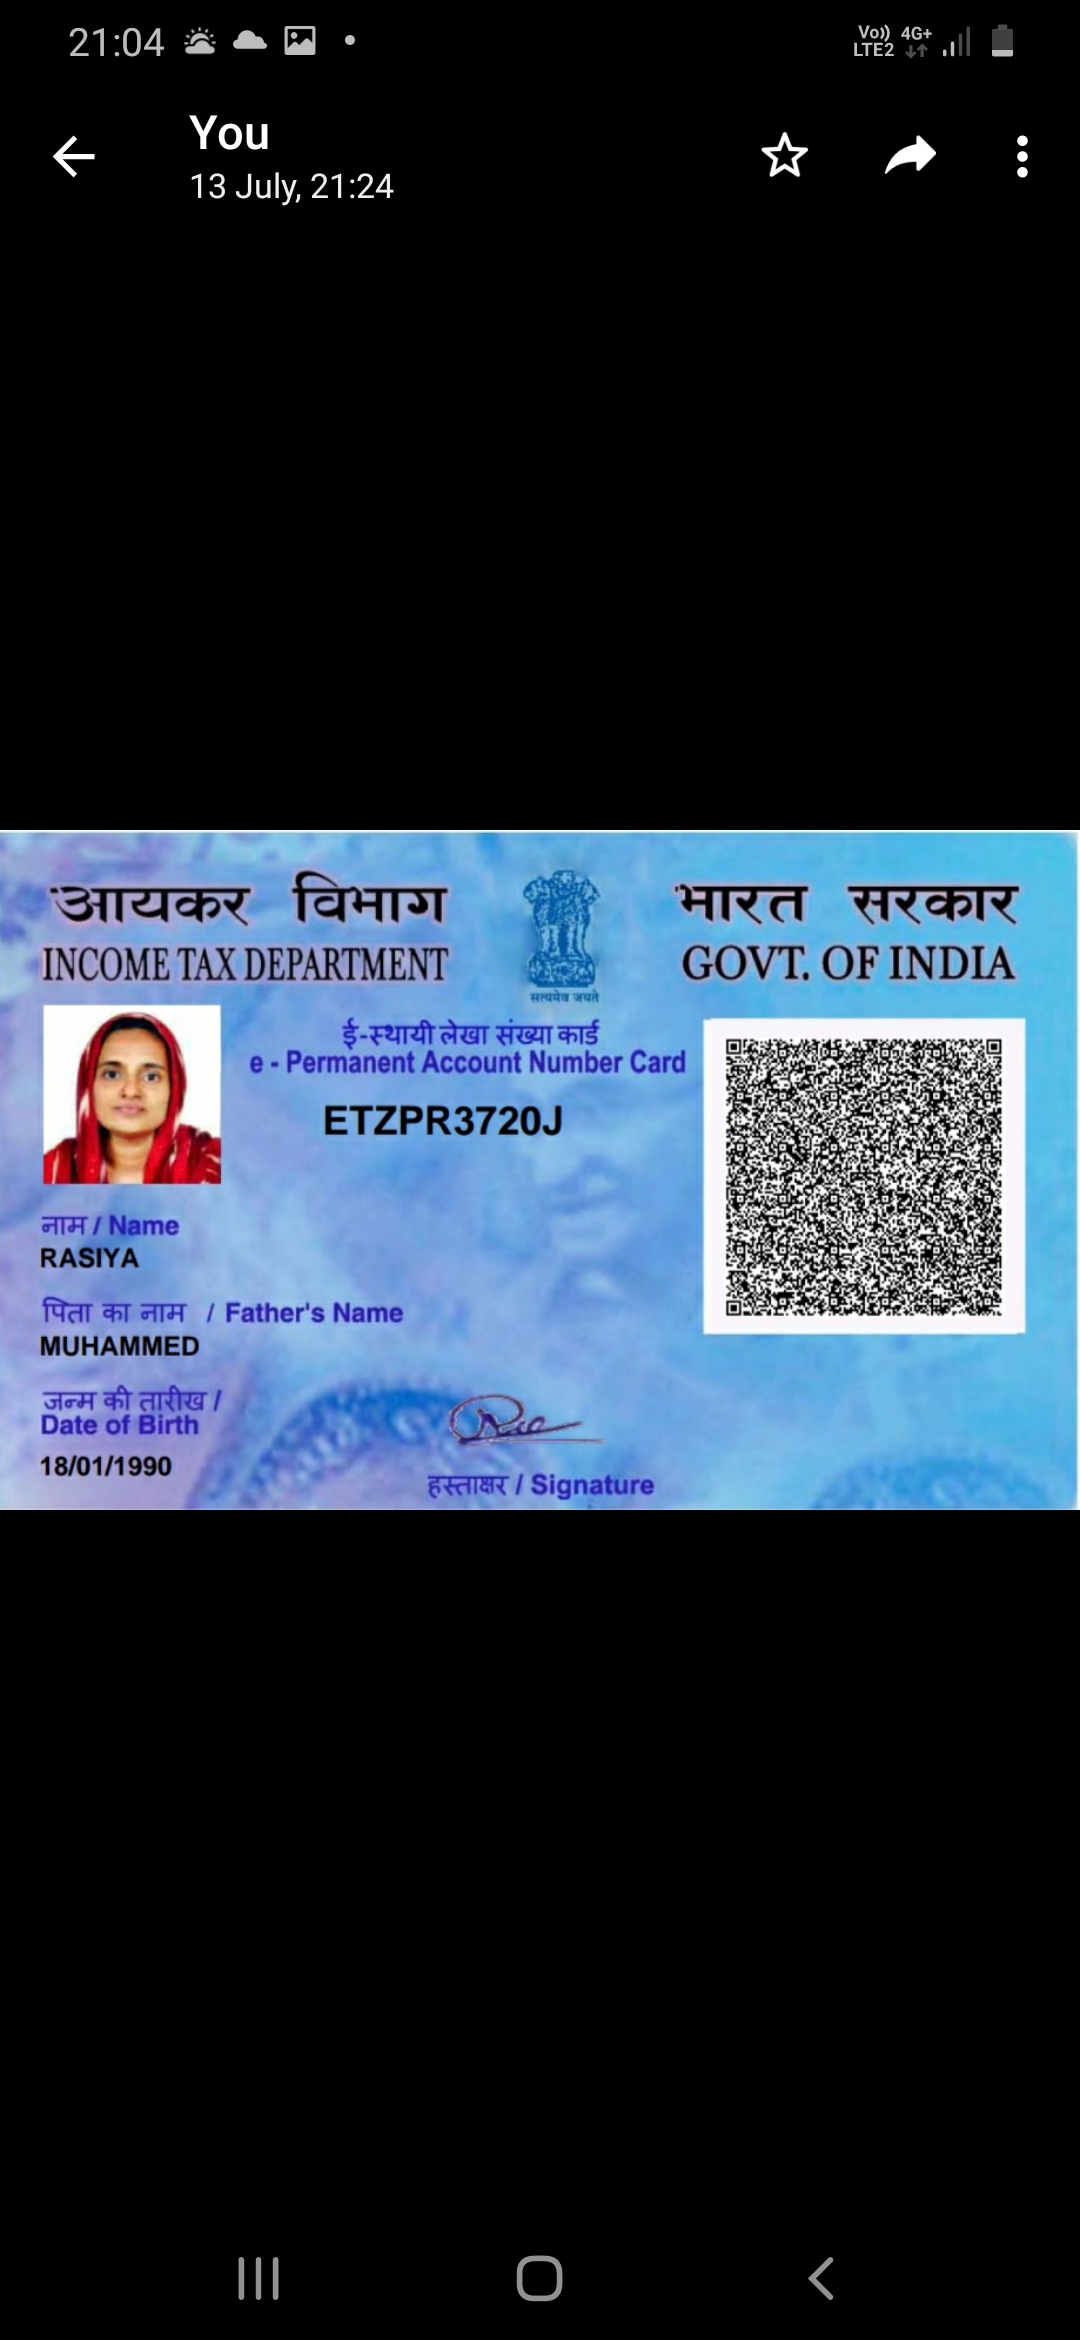 21:04
Vo)) 4G+
LTE2
You
13 July, 21:24
आयकर विभाग
INCOME TAX DEPARTMENT
भारत सरकार
GOVT. OF INDIA
सत्यमेव जयते
ई-स्थायी लेखा संख्या कार्ड
e - Permanent Account Number Card
ETZPR3720J
नाम / Name
RASIYA
पिता का नाम / Father's Name
MUHAMMED
जन्म की तारीख /
Date of Birth
18/01/1990
हस्ताक्षर / Signature